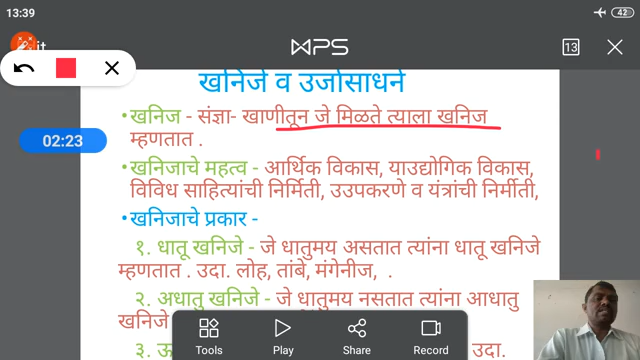 13:39
42
it
WPS
13
खनिजे व उर्जासाधने
•खनिज - संज्ञा- खाणीतून जे मिळते त्याला खनिज
म्हणतात .
02:23
•खनिजाचे महत्व - आर्थिक विकास, याउद्योगिक विकास,
विविध साहित्यांची निर्मिती, उउपकरणे व यंत्रांची निर्मीती,
•खनिजाचे प्रकार -
१. धातू खनिजे - जे धातुमय असतात त्यांना धातू खनिजे
म्हणतात . उदा. लोह, तांबे, मंगेनीज, .
२. अधातु खनिजे - जे धातुमय नसतात त्यांना आधातु
खनिजे
३. उदा.
Tools
Play
Share
Record